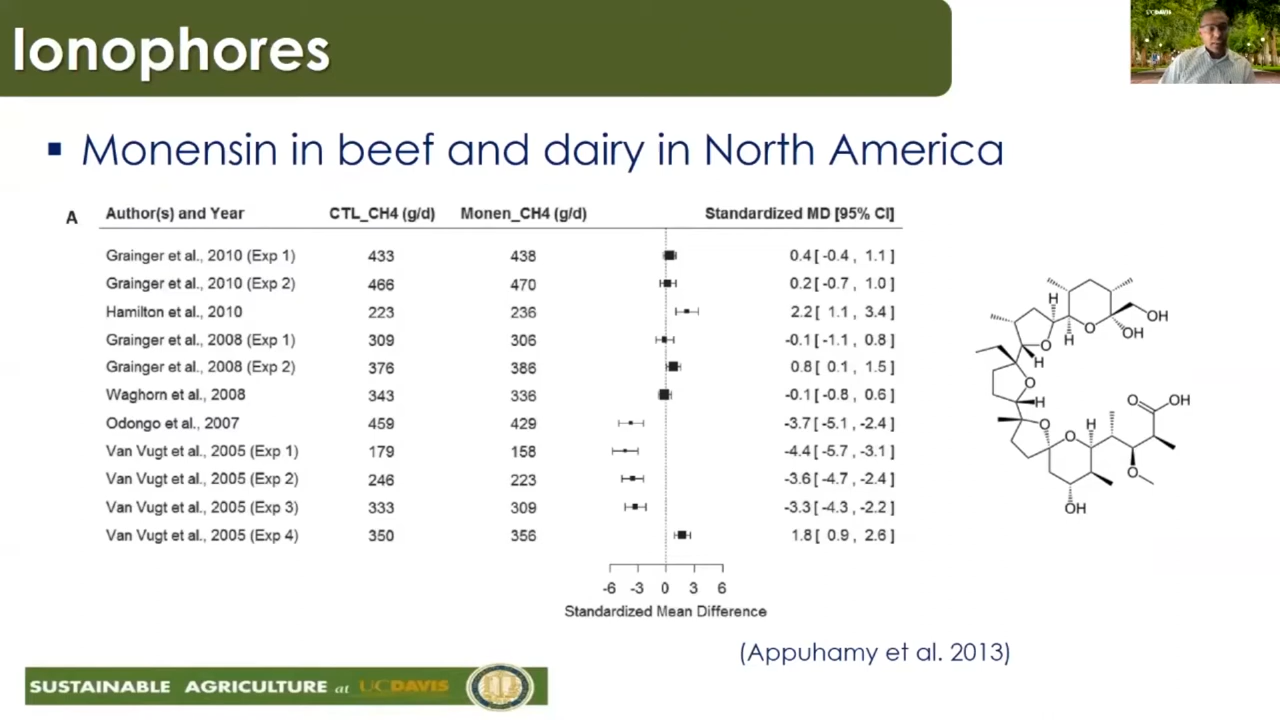 Ionophores
UC DAVIS
▪ Monensin in beef and dairy in North America
A Author(s) and Year CTL_CH4 (g/d) Monen_CH4 (g/d) Standardized MD [95% CI]
Grainger et al., 2010 (Exp 1) 433 438 0.4 [ -0.4 , 1.1 ]
Grainger et al., 2010 (Exp 2) 466 470 0.2 [ -0.7 , 1.0 ]
Hamilton et al., 2010 223 236 2.2 [ 1.1 , 3.4 ]
Grainger et al., 2008 (Exp 1) 309 306 -0.1 [ -1.1 , 0.8 ]
Grainger et al., 2008 (Exp 2) 376 386 0.8 [ 0.1 , 1.5 ]
Waghorn et al., 2008 343 336 -0.1 [ -0.8 , 0.6 ]
Odongo et al., 2007 459 429 -3.7 [ -5.1 , -2.4 ]
Van Vugt et al., 2005 (Exp 1) 179 158 -4.4 [ -5.7 , -3.1 ]
Van Vugt et al., 2005 (Exp 2) 246 223 -3.6 [ -4.7 , -2.4 ]
Van Vugt et al., 2005 (Exp 3) 333 309 -3.3 [ -4.3 , -2.2 ]
Van Vugt et al., 2005 (Exp 4) 350 356 1.8 [ 0.9 , 2.6 ]
-6 -3 0 3 6
Standardized Mean Difference
H
O
OH
OH
H
O
H
O
H
O
O
H
O
OH
O
OH
(Appuhamy et al. 2013)
SUSTAINABLE AGRICULTURE at UCDAVIS